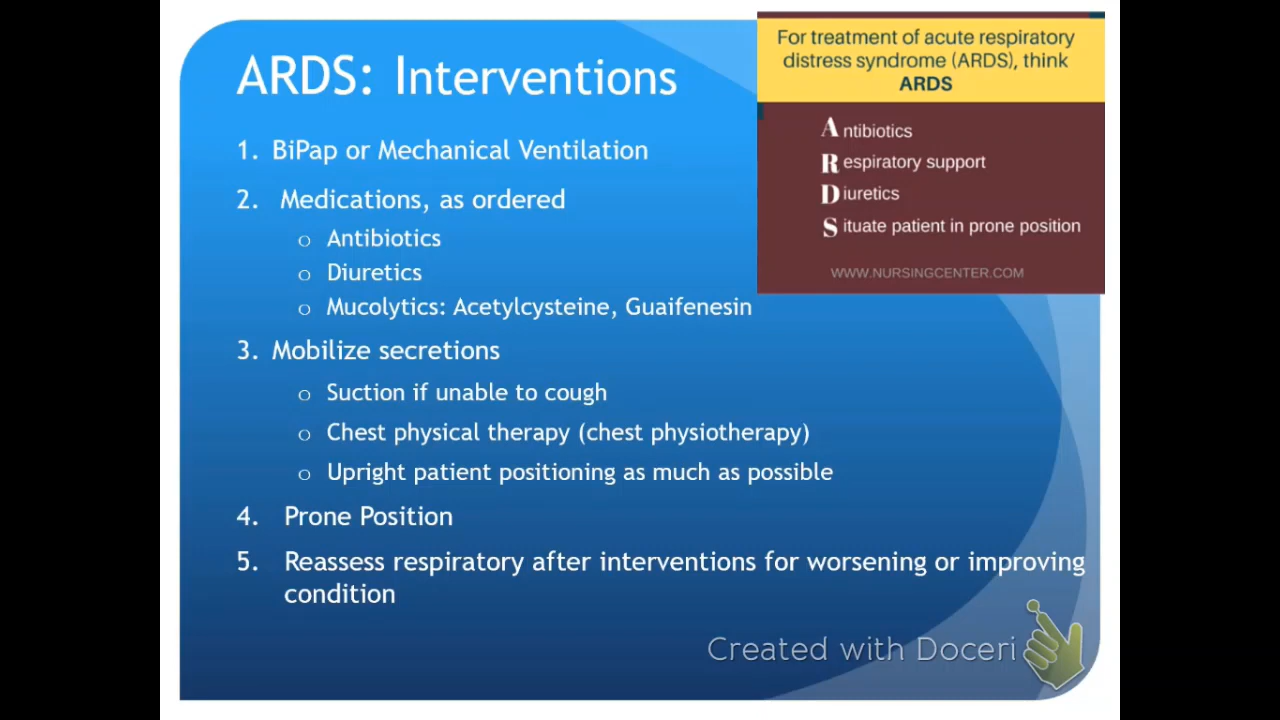 ARDS: Interventions
1. BiPap or Mechanical Ventilation
2. Medications, as ordered
o Antibiotics
o Diuretics
o Mucolytics: Acetylcysteine, Guaifenesin
3. Mobilize secretions
o Suction if unable to cough
o Chest physical therapy (chest physiotherapy)
o Upright patient positioning as much as possible
4. Prone Position
5. Reassess respiratory after interventions for worsening or improving
condition
For treatment of acute respiratory
distress syndrome (ARDS), think
ARDS
Antibiotics
Respiratory support
Diuretics
Situate patient in prone position
WWW.NURSINGCENTER.COM
Created with Doceri